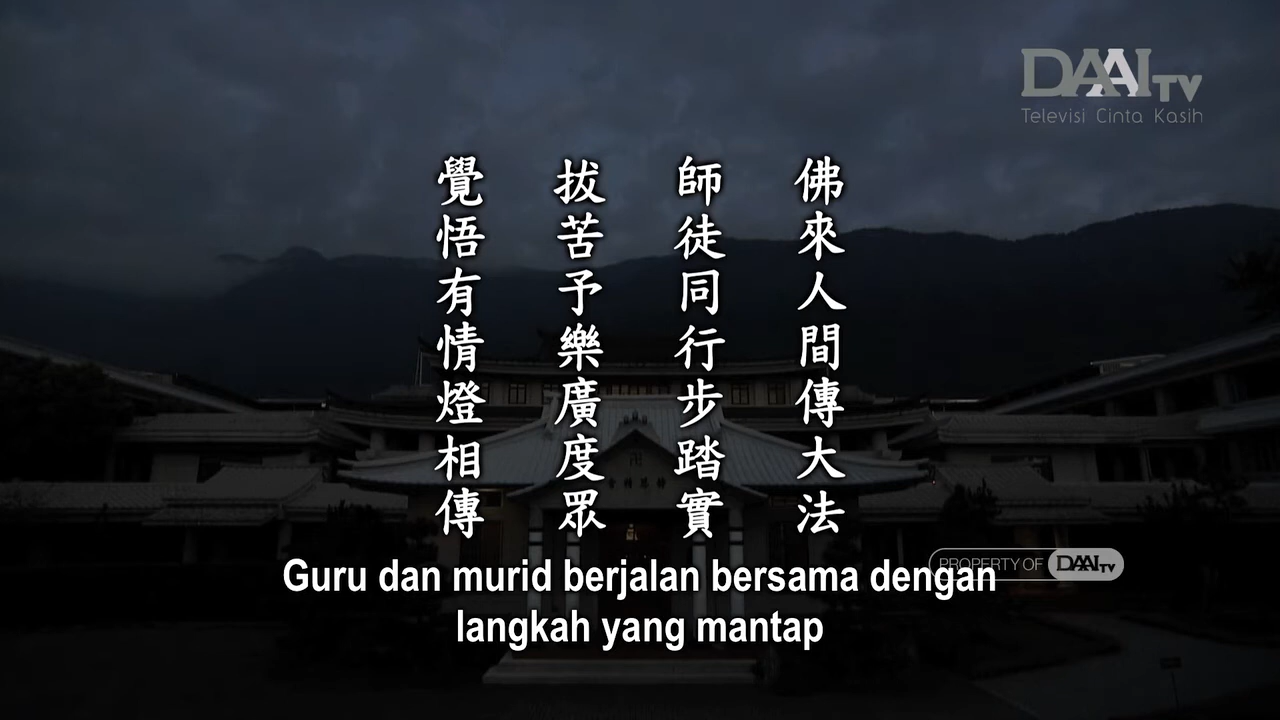 DAAI TV
Televisi Cinta Kasih
佛來人間傳大法
師徒同行步踏實
拔苦予樂廣度眾
覺悟有情燈相傳
PROPERTY OF DAAI TV
Guru dan murid berjalan bersama dengan
langkah yang mantap